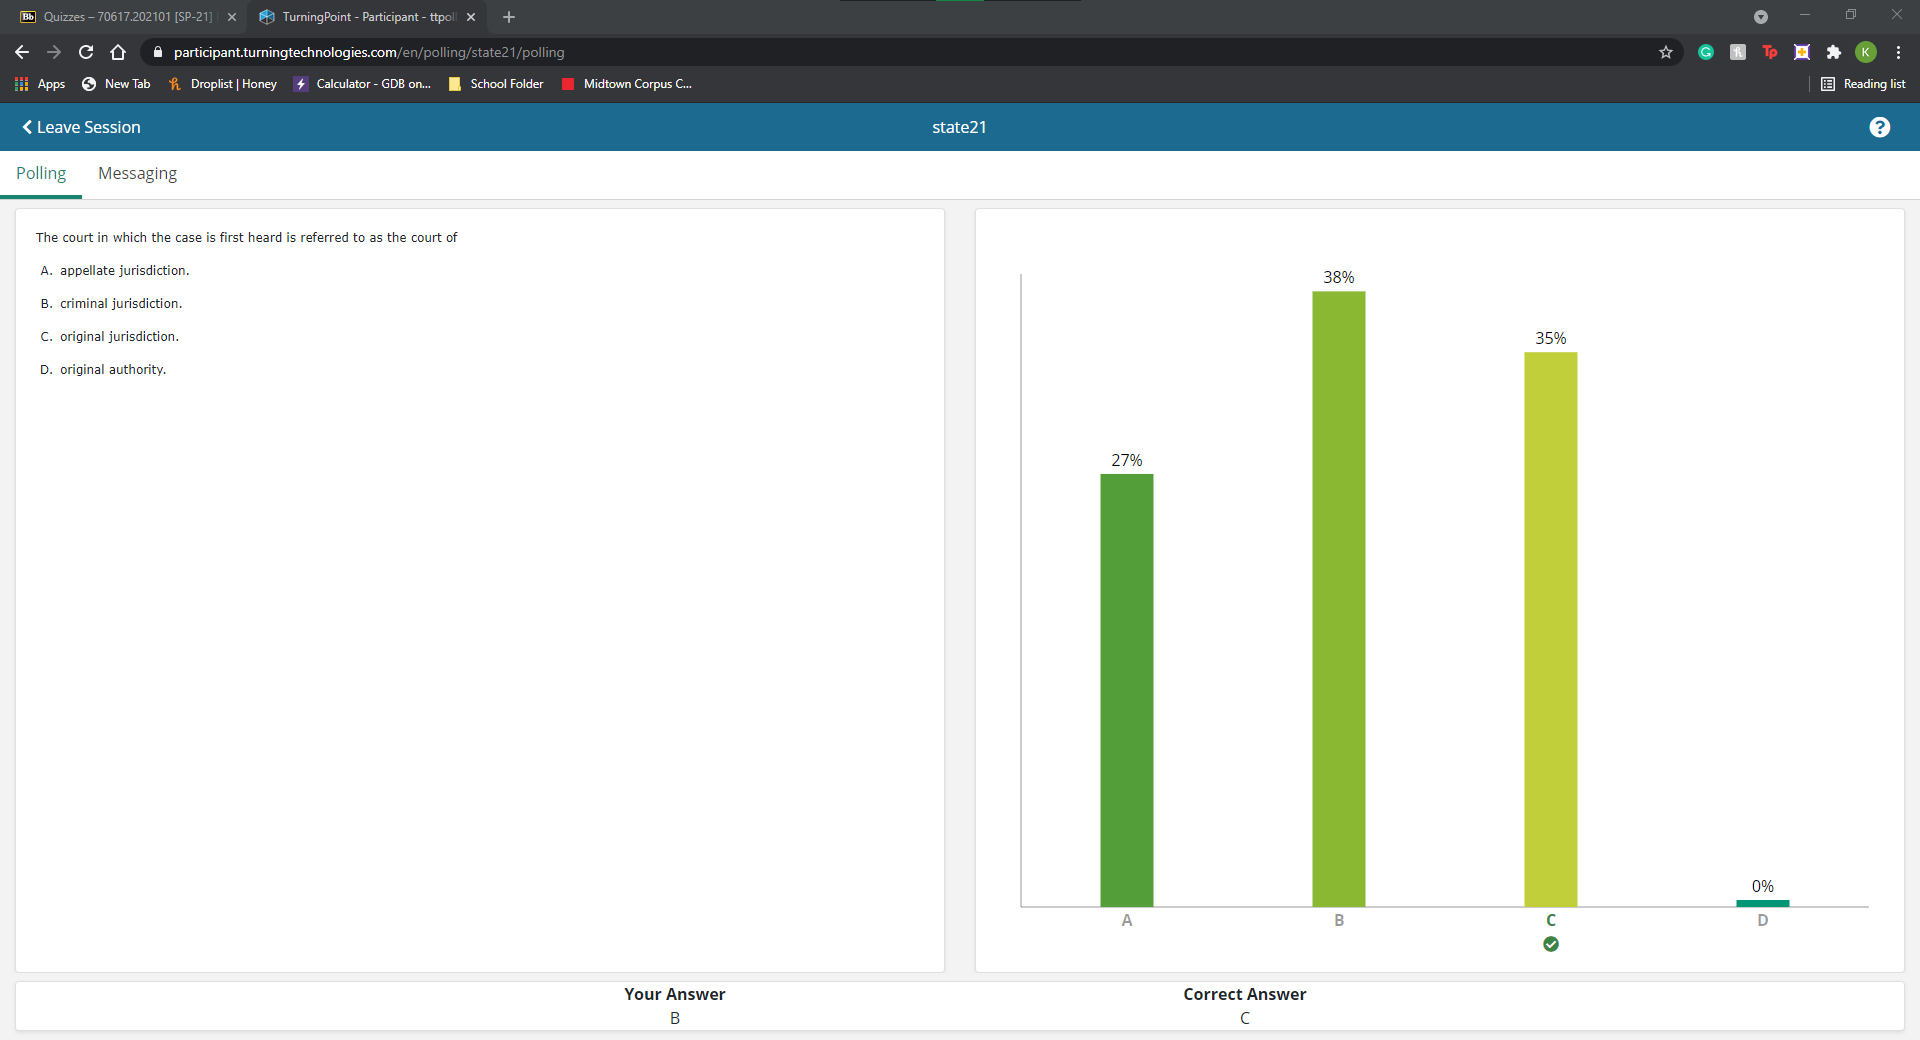 Bb Quizzes – 70617.202101 [SP-21]
TurningPoint - Participant - ttpoll
participant.turningtechnologies.com/en/polling/state21/polling
Tp
K
Apps New Tab Droplist | Honey Calculator - GDB on... School Folder Midtown Corpus C... Reading list
Leave Session
state21
?
Polling Messaging
The court in which the case is first heard is referred to as the court of
A. appellate jurisdiction.
B. criminal jurisdiction.
C. original jurisdiction.
D. original authority.
38%
35%
27%
0%
A B C D
Your Answer Correct Answer
B C